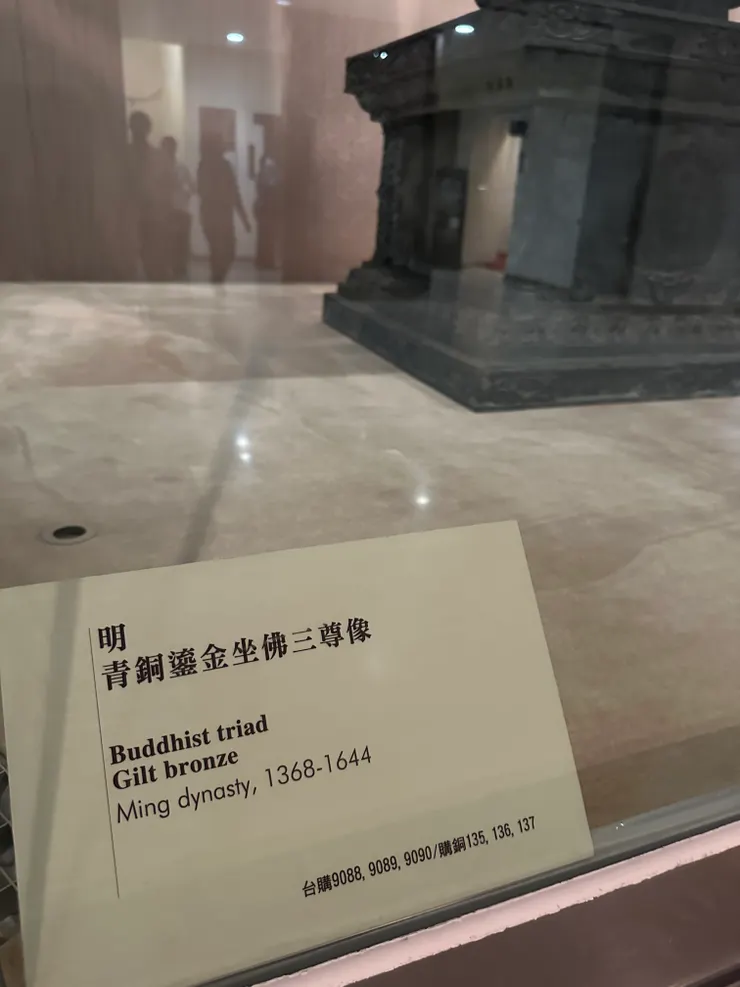 明
青銅鎏金坐佛三尊像
Buddhist triad
Gilt bronze
Ming dynasty, 1368-1644
台購9088, 9089, 9090/購銅135, 136, 137